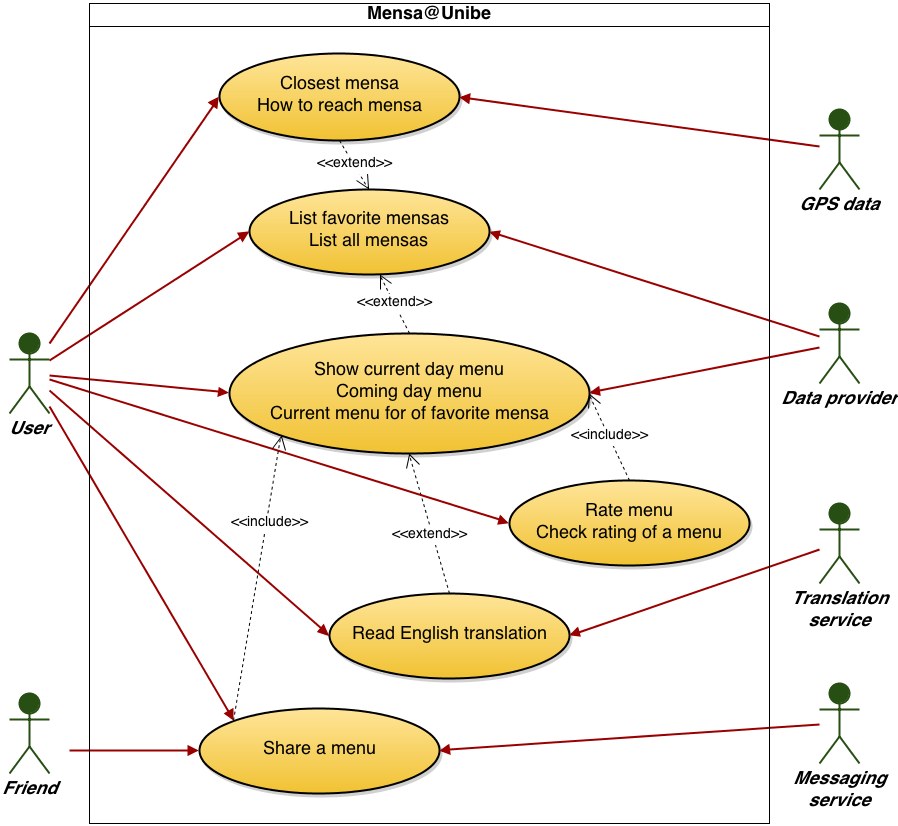 Mensa@Unibe
Closest mensa
How to reach mensa
<<extend>>
GPS data
List favorite mensas
List all mensas
<<extend>>
Show current day menu
Coming day menu
Current menu for of favorite mensa
Data provider
User
<<include>>
Rate menu
Check rating of a menu
<<include>>
<<extend>>
Translation
service
Read English translation
Share a menu
Friend
Messaging
service